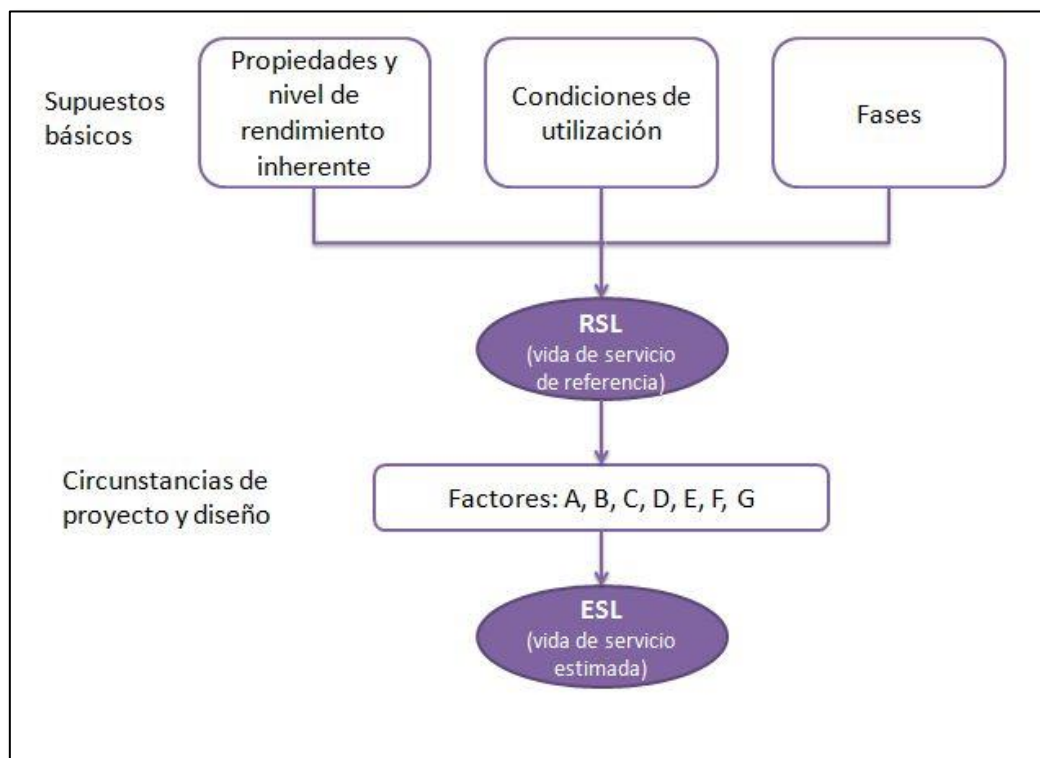 Supuestos
básicos
Propiedades y
nivel de
rendimiento
inherente
Condiciones de
utilización
Fases
RSL
(vida de servicio
de referencia)
Circunstancias de
proyecto y diseño
Factores: A, B, C, D, E, F, G
ESL
(vida de servicio
estimada)